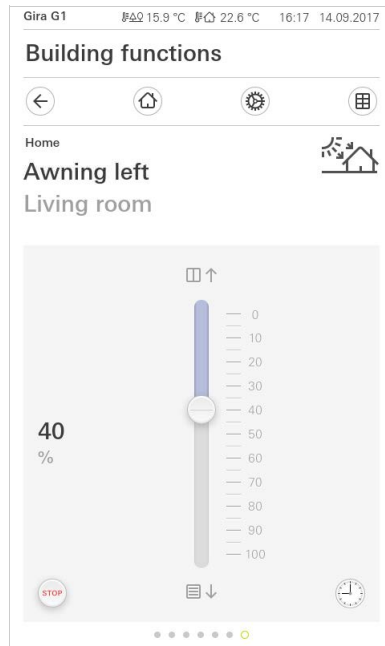 Gira G1 15.9 °C 22.6 °C 16:17 14.09.2017
Building functions
Home
Awning left
Living room
0
10
20
30
40
50
60
70
80
90
100
40
%
STOP